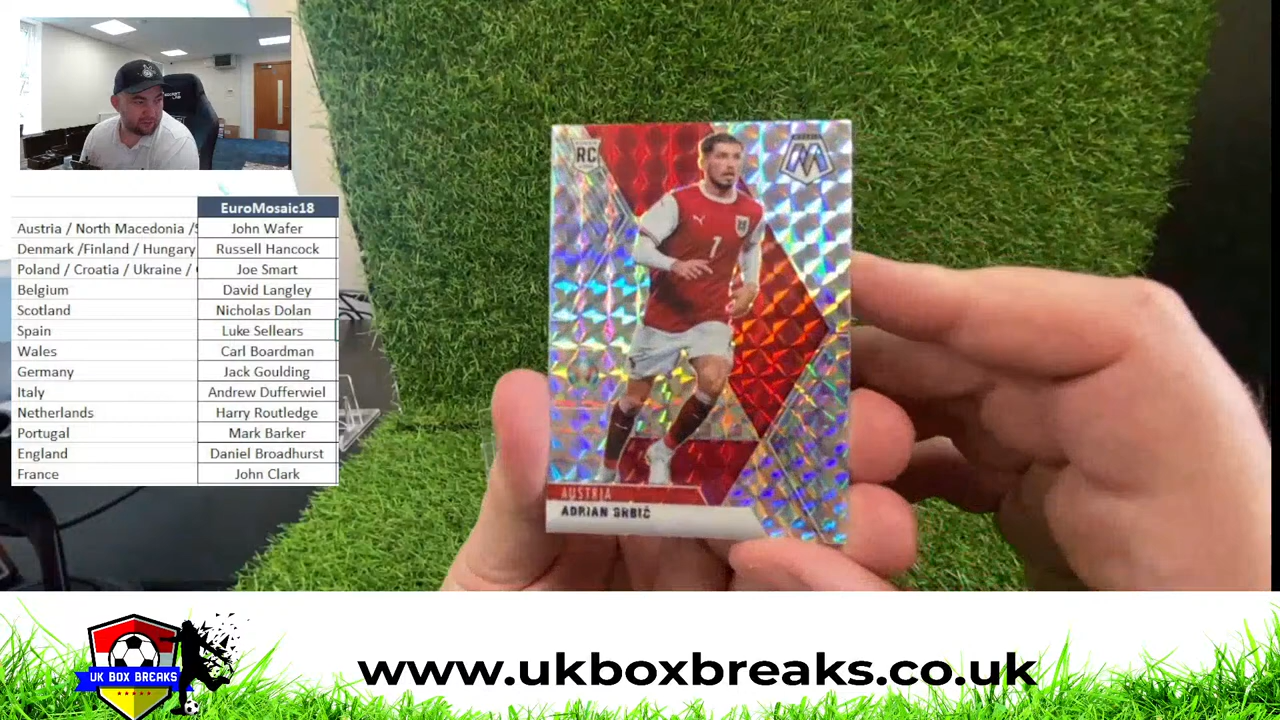 EuroMosaic18
Austria / North Macedonia /S John Wafer
Denmark /Finland / Hungary Russell Hancock
Poland / Croatia / Ukraine / Joe Smart
Belgium David Langley
Scotland Nicholas Dolan
Spain Luke Sellears
Wales Carl Boardman
Germany Jack Goulding
Italy Andrew Dufferwiel
Netherlands Harry Routledge
Portugal Mark Barker
England Daniel Broadhurst
France John Clark
RC
MOSAIC
M
1
AUSTRIA
ADRIAN GRBIĆ
UK BOX BREAKS
www.ukboxbreaks.co.uk